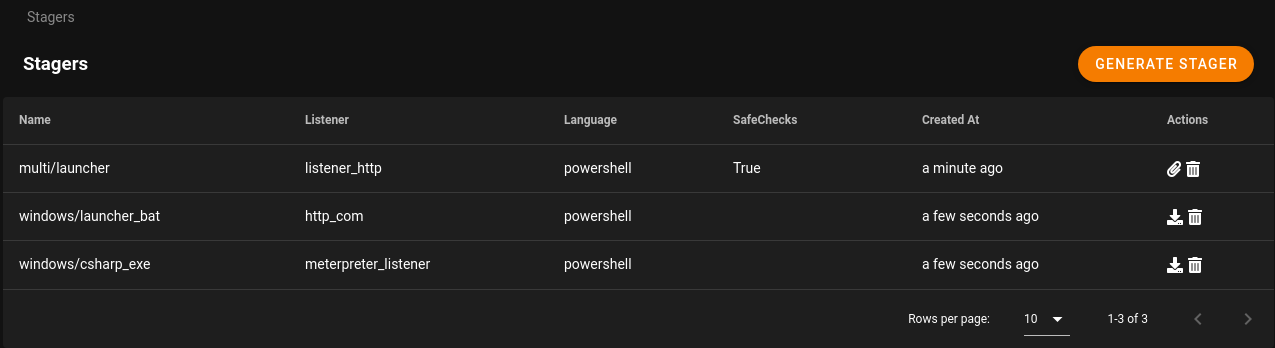 Stagers
Stagers GENERATE STAGER
Name Listener Language SafeChecks Created At Actions
multi/launcher listener_http powershell True a minute ago
windows/launcher_bat http_com powershell a few seconds ago
windows/csharp_exe meterpreter_listener powershell a few seconds ago
Rows per page: 10 1-3 of 3